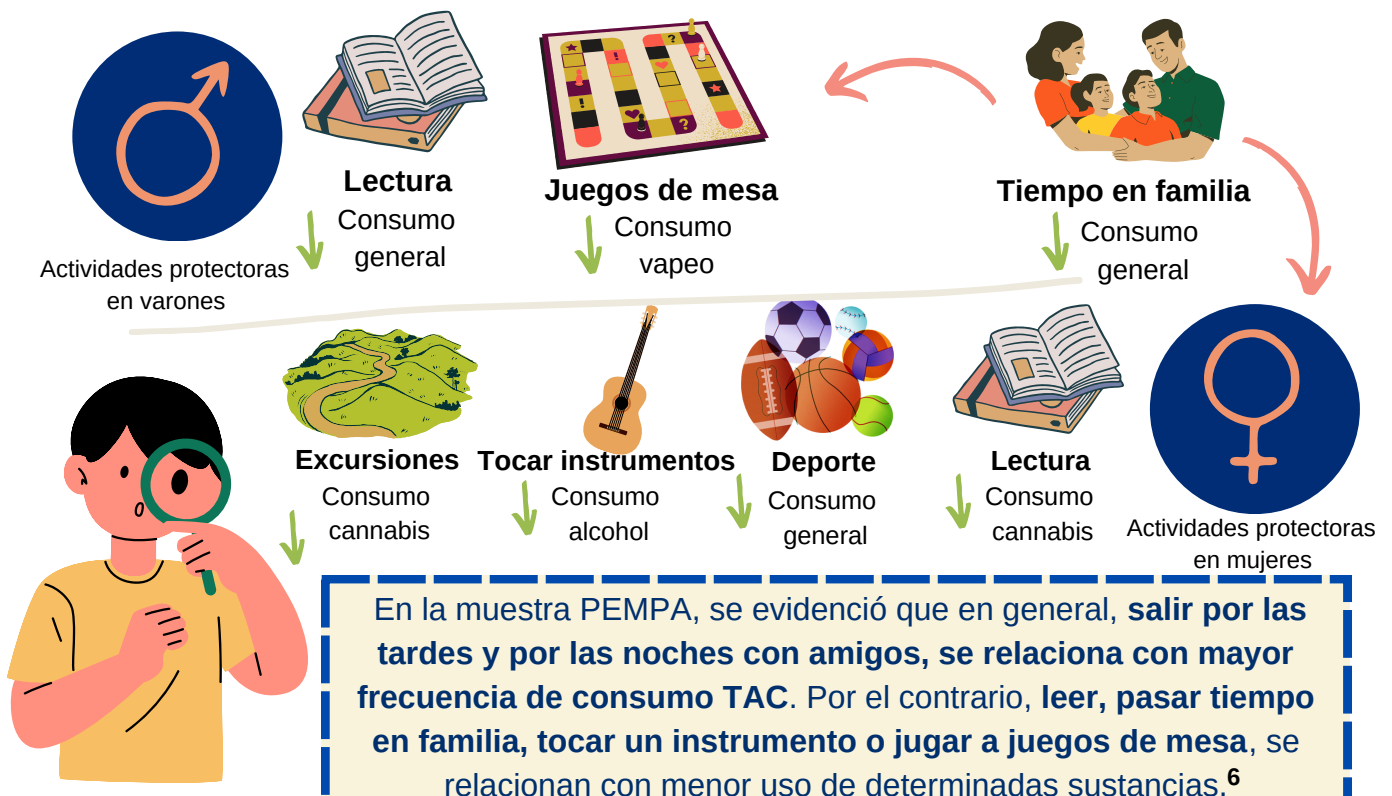 Lectura
Consumo
general
Juegos de mesa
Consumo
vapeo
Tiempo en familia
Consumo
general
Actividades protectoras
en varones
Excursiones
Consumo
cannabis
Tocar instrumentos
Consumo
alcohol
Deporte
Consumo
general
Lectura
Consumo
cannabis
Actividades protectoras
en mujeres
En la muestra PEMPA, se evidenció que en general, salir por las
tardes y por las noches con amigos, se relaciona con mayor
frecuencia de consumo TAC. Por el contrario, leer, pasar tiempo
en familia, tocar un instrumento o jugar a juegos de mesa, se
relacionan con menor uso de determinadas sustancias.6